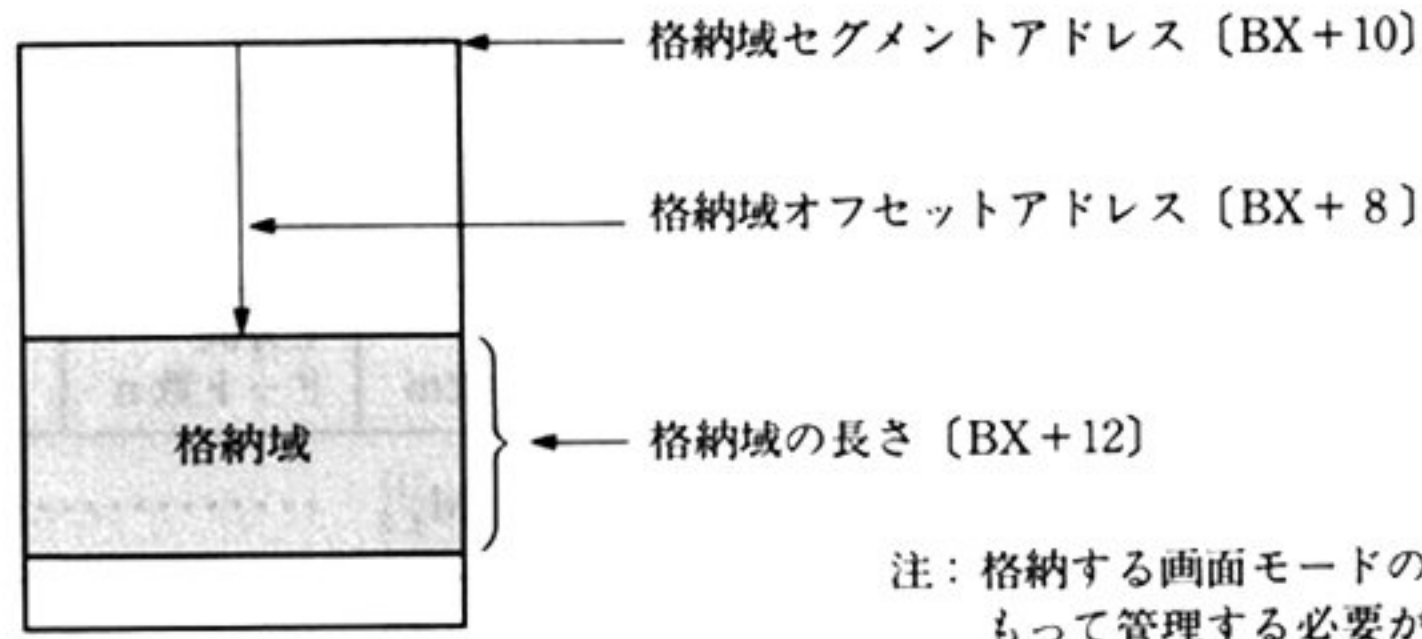 格納域セグメントアドレス〔BX+10〕
格納域オフセットアドレス〔BX+ 8〕
格納域
格納域の長さ〔BX+12〕
注：格納する画面モードの
もって管理する必要が